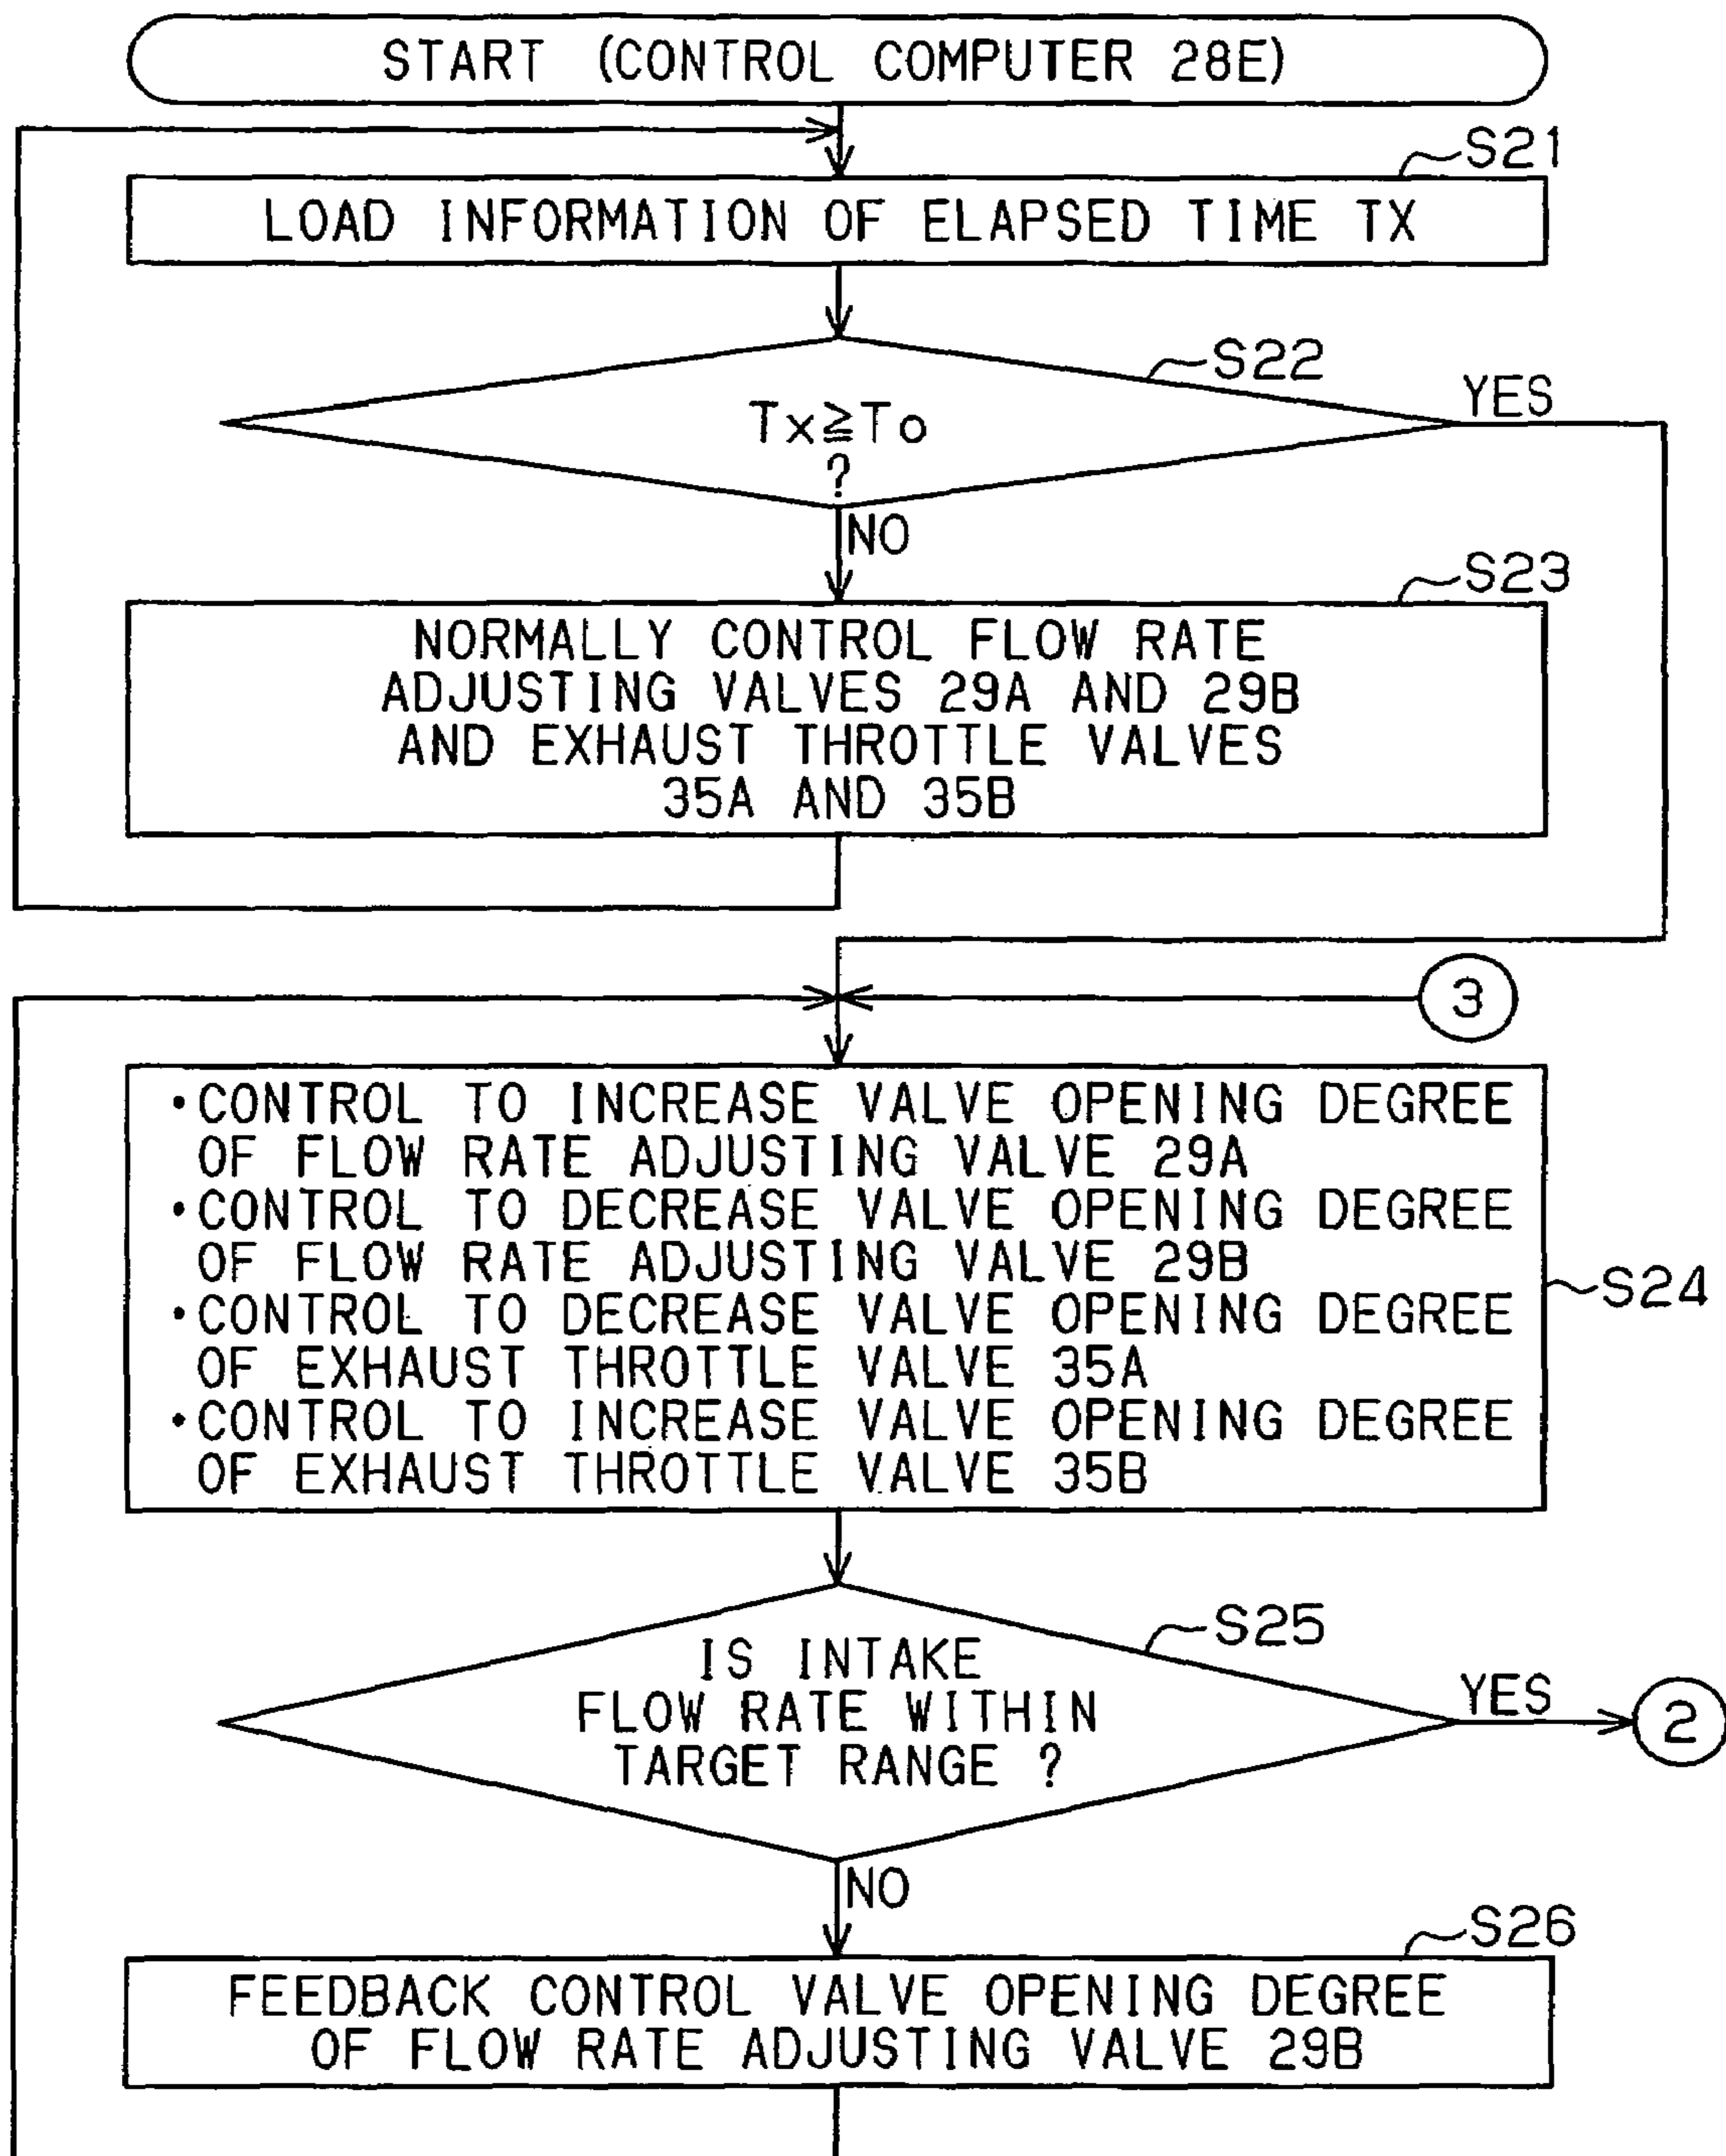 START (CONTROL COMPUTER 28E)
S21
LOAD INFORMATION OF ELAPSED TIME TX
S22
YES
Tx≧To
?
NO
S23
NORMALLY CONTROL FLOW RATE
ADJUSTING VALVES 29A AND 29B
AND EXHAUST THROTTLE VALVES
35A AND 35B
3
•CONTROL TO INCREASE VALVE OPENING DEGREE
OF FLOW RATE ADJUSTING VALVE 29A
•CONTROL TO DECREASE VALVE OPENING DEGREE
OF FLOW RATE ADJUSTING VALVE 29B
•CONTROL TO DECREASE VALVE OPENING DEGREE
OF EXHAUST THROTTLE VALVE 35A
•CONTROL TO INCREASE VALVE OPENING DEGREE
OF EXHAUST THROTTLE VALVE 35B
S24
S25
IS INTAKE
FLOW RATE WITHIN
TARGET RANGE ?
YES
2
NO
S26
FEEDBACK CONTROL VALVE OPENING DEGREE
OF FLOW RATE ADJUSTING VALVE 29B